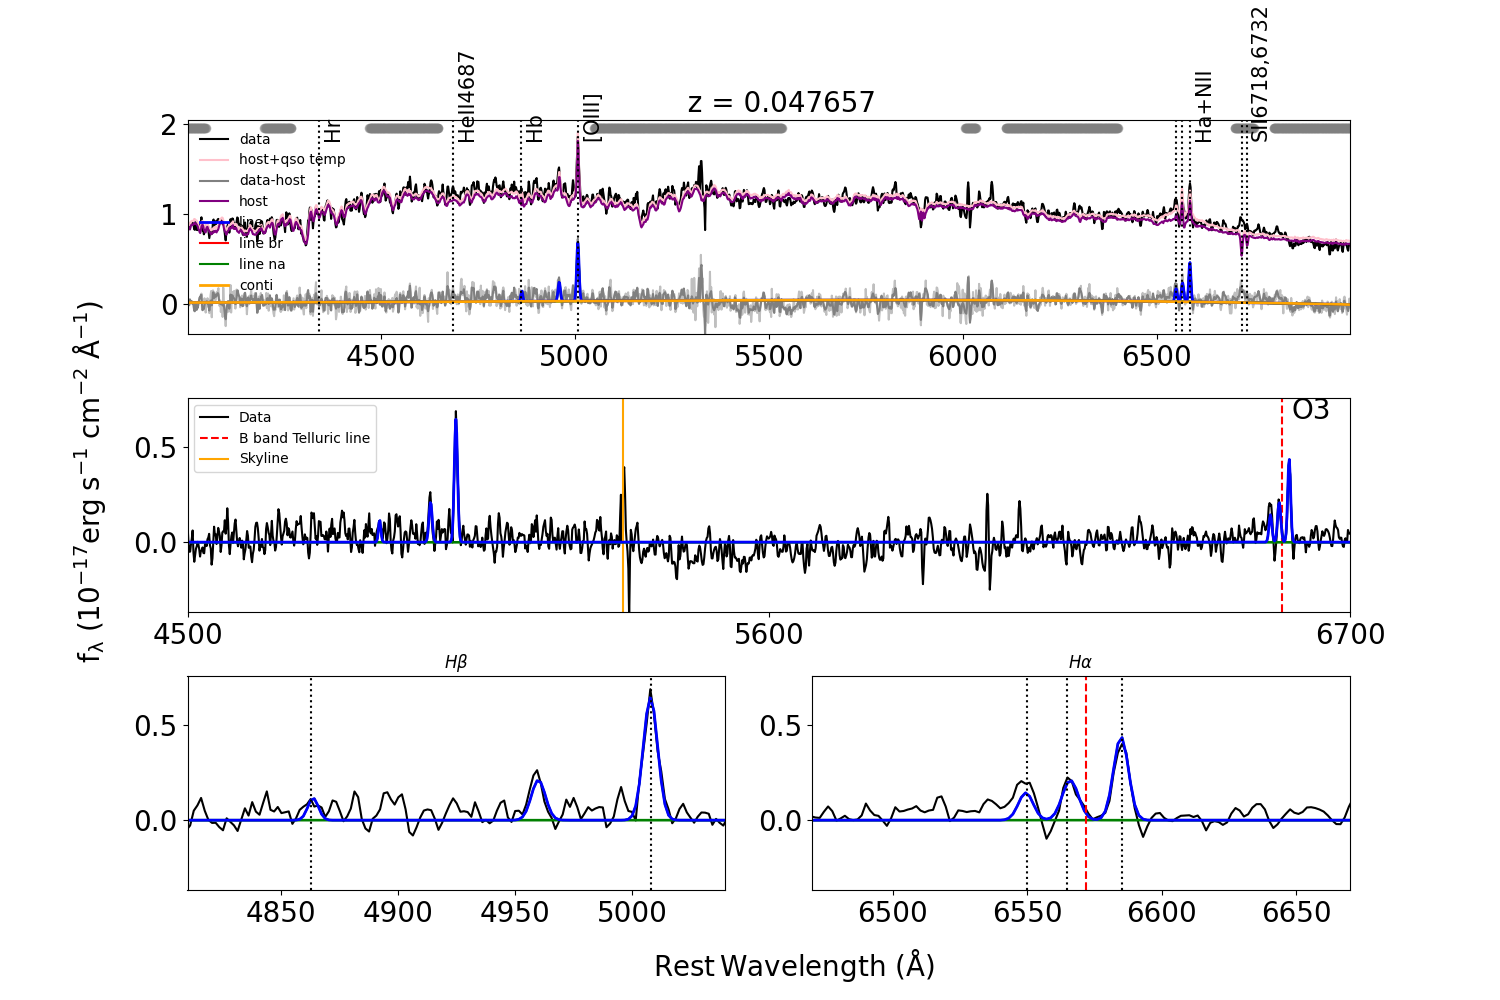 z = 0.047657
Hr
HeII4687
Hb
[OIII]
Ha+NII
SII6718,6732
data
host+qso temp
data-host
host
line
line br
line na
conti
2
1
0
4500 5000 5500 6000 6500
fλ (10⁻¹⁷erg s⁻¹ cm⁻² Å⁻¹)
Data
B band Telluric line
Skyline
O3
0.5
0.0
4500 5600 6700
Hβ
0.5
0.0
4850 4900 4950 5000
Hα
0.5
0.0
6500 6550 6600 6650
Rest Wavelength (Å)